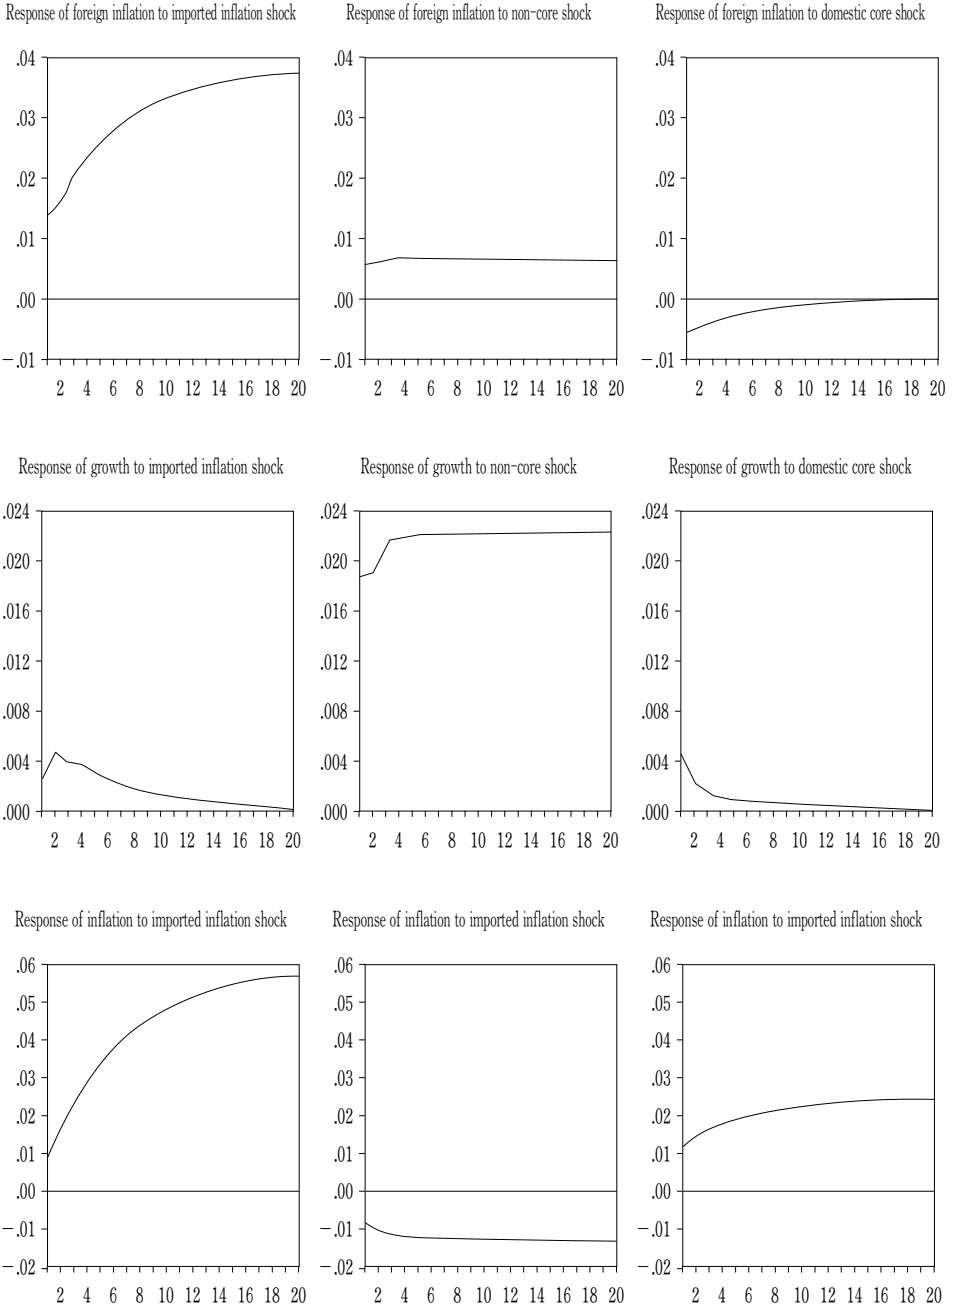 Response of foreign inflation to imported inflation shock
Response of foreign inflation to non-core shock
Response of foreign inflation to domestic core shock
.04 .04 .04
.03 .03 .03
.02 .02 .02
.01 .01 .01
.00 .00 .00
-.01 -.01 -.01
2 4 6 8 10 12 14 16 18 20 2 4 6 8 10 12 14 16 18 20 2 4 6 8 10 12 14 16 18 20
Response of growth to imported inflation shock
Response of growth to non-core shock
Response of growth to domestic core shock
.024 .024 .024
.020 .020 .020
.016 .016 .016
.012 .012 .012
.008 .008 .008
.004 .004 .004
.000 .000 .000
2 4 6 8 10 12 14 16 18 20 2 4 6 8 10 12 14 16 18 20 2 4 6 8 10 12 14 16 18 20
Response of inflation to imported inflation shock
Response of inflation to imported inflation shock
Response of inflation to imported inflation shock
.06 .06 .06
.05 .05 .05
.04 .04 .04
.03 .03 .03
.02 .02 .02
.01 .01 .01
.00 .00 .00
-.01 -.01 -.01
-.02 -.02 -.02
2 4 6 8 10 12 14 16 18 20 2 4 6 8 10 12 14 16 18 20 2 4 6 8 10 12 14 16 18 20